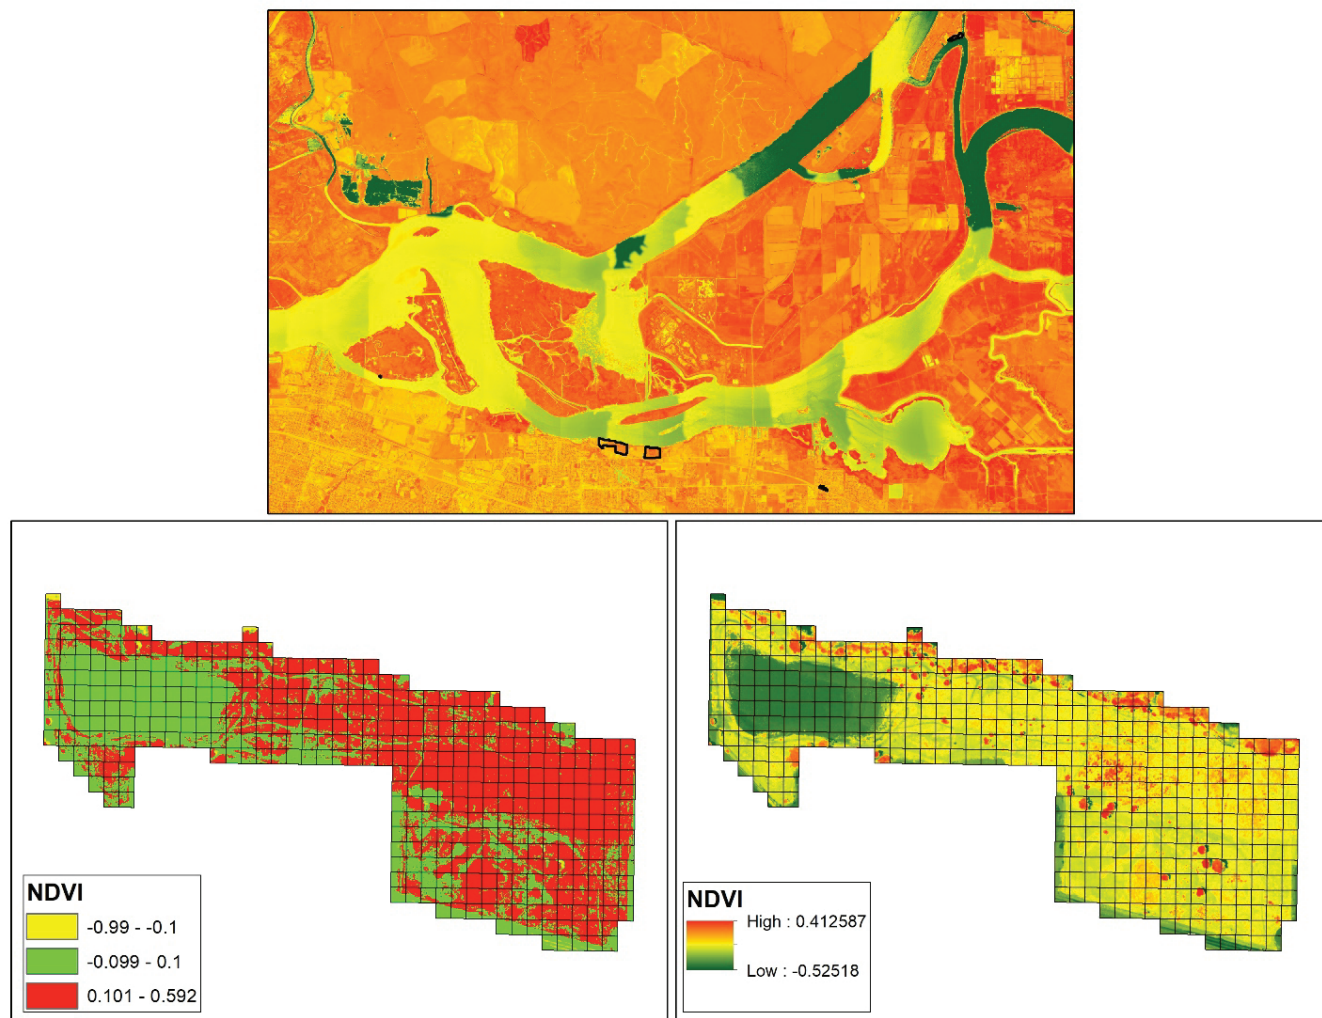 NDVI
-0.99 - -0.1
-0.099 - 0.1
0.101 - 0.592
NDVI
High : 0.412587
Low : -0.52518